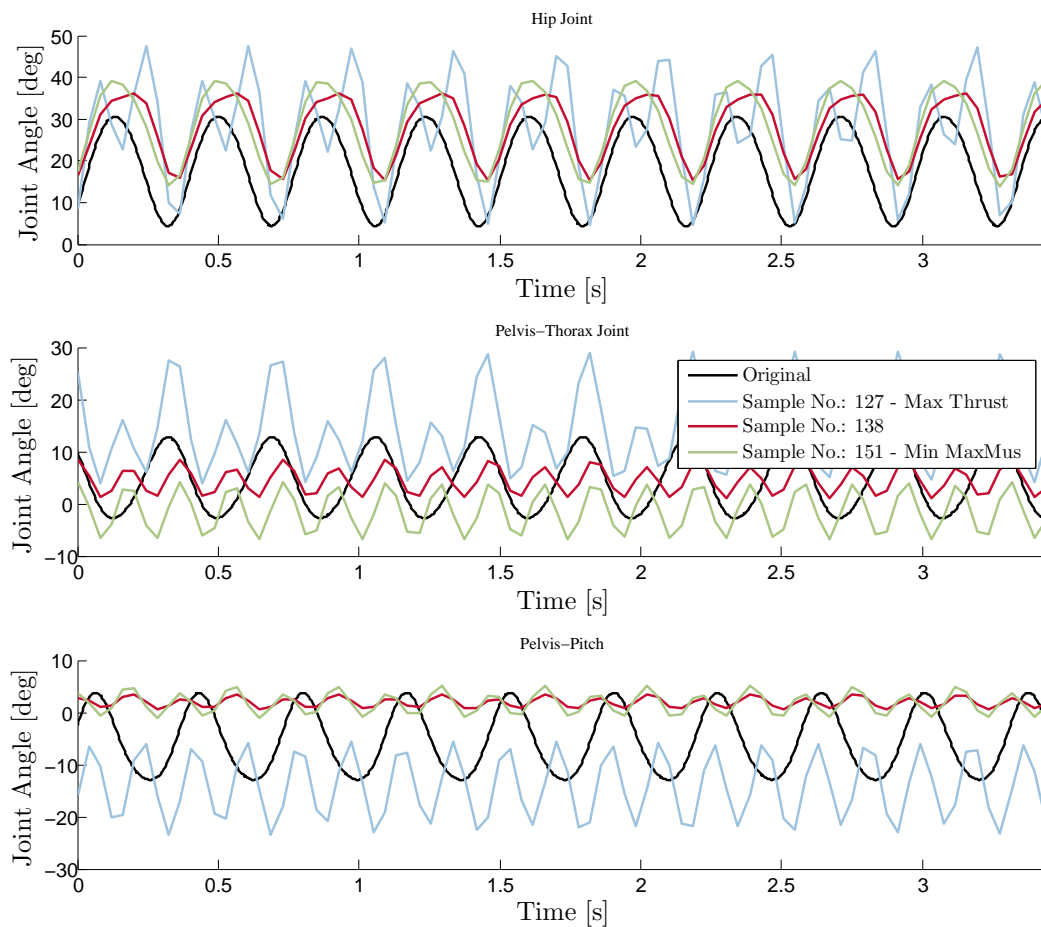 Hip Joint
Joint Angle [deg]
50
40
30
20
10
0
0 0.5 1 1.5 2 2.5 3
Time [s]
Pelvis–Thorax Joint
Joint Angle [deg]
30
20
10
0
−10
Original
Sample No.: 127 - Max Thrust
Sample No.: 138
Sample No.: 151 - Min MaxMus
0 0.5 1 1.5 2 2.5 3
Time [s]
Pelvis–Pitch
Joint Angle [deg]
10
0
−10
−20
−30
0 0.5 1 1.5 2 2.5 3
Time [s]